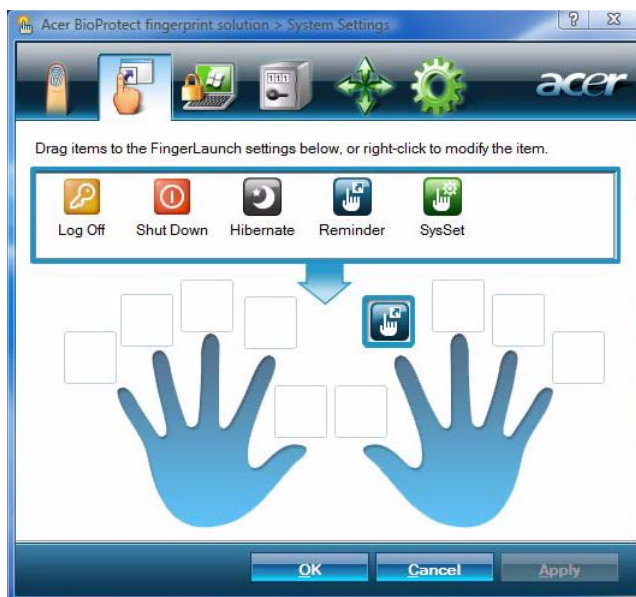 Acer BioProtect fingerprint solution > System Settings
acer
Drag items to the FingerLaunch settings below, or right-click to modify the item.
Log Off Shut Down Hibernate Reminder SysSet
OK Cancel Apply